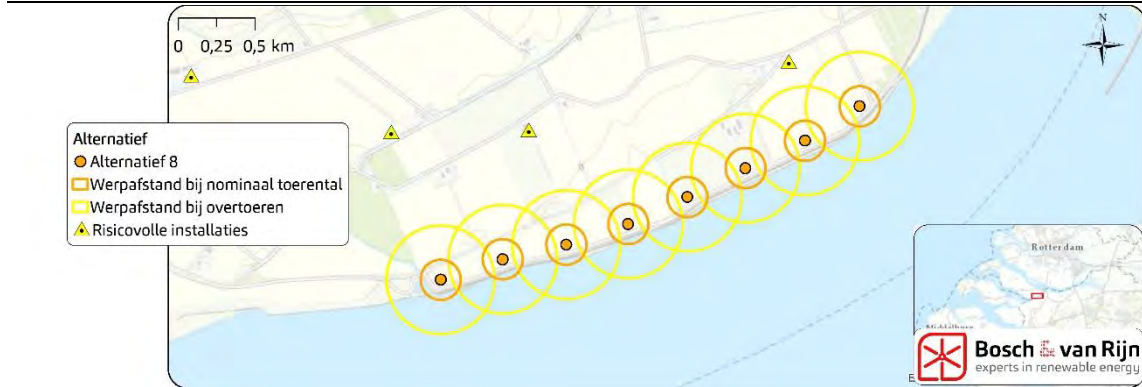 0 0,25 0,5 km
N
Alternatief
Alternatief 8
Werpafstand bij nominaal toerental
Werpafstand bij overtoeren
Risicovolle installaties
Rotterdam
Middelburg
Bosch & van Rijn
experts in renewable energy